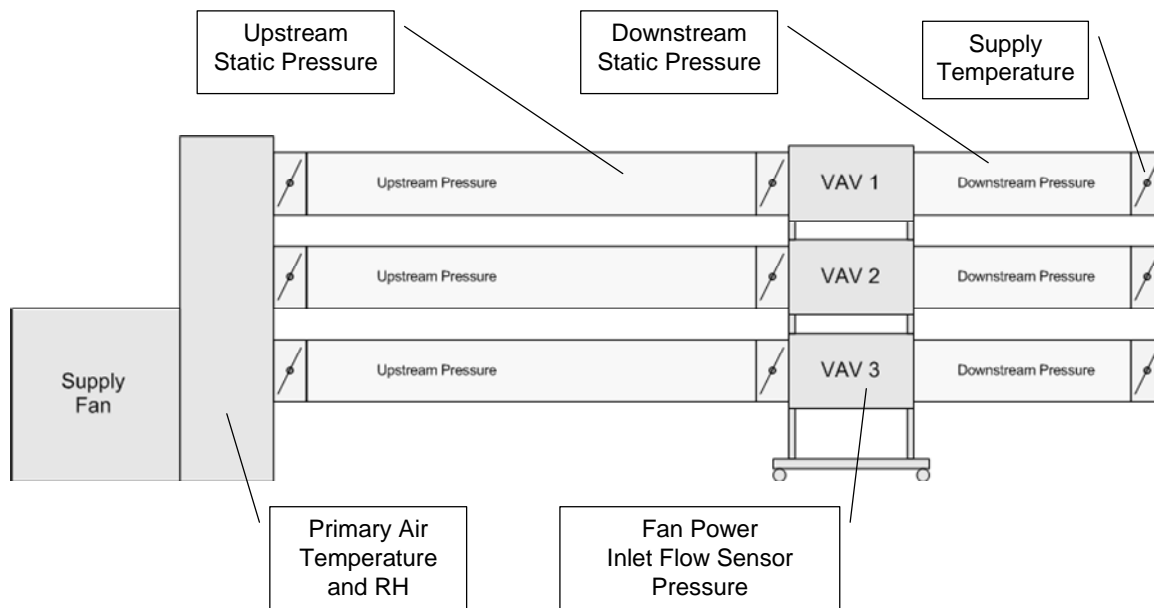 Upstream
Static Pressure
Downstream
Static Pressure
Supply
Temperature
Upstream Pressure
VAV 1
Downstream Pressure
Upstream Pressure
VAV 2
Downstream Pressure
Upstream Pressure
VAV 3
Downstream Pressure
Supply
Fan
Primary Air
Temperature
and RH
Fan Power
Inlet Flow Sensor
Pressure